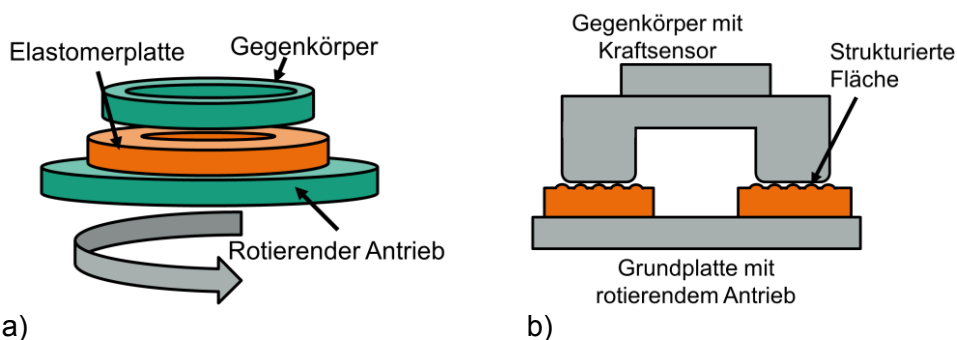 Elastomerplatte
Gegenkörper
Rotierender Antrieb
a)
Gegenkörper mit
Kraftsensor
Strukturierte
Fläche
Grundplatte mit
rotierendem Antrieb
b)